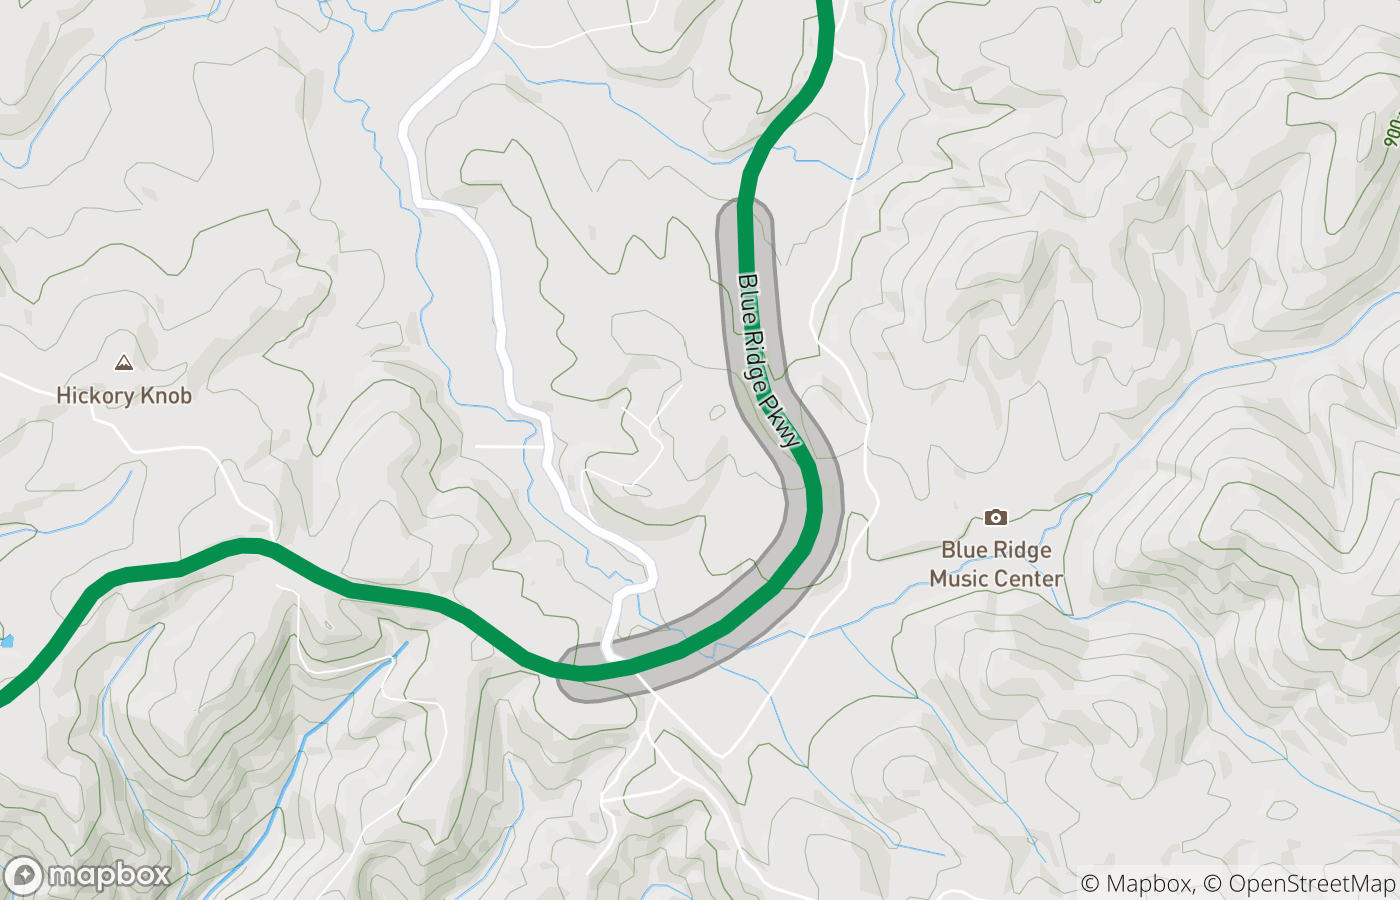 900
Blue Ridge Pkwy
Hickory Knob
Blue Ridge
Music Center
mapbox
© Mapbox, © OpenStreetMap